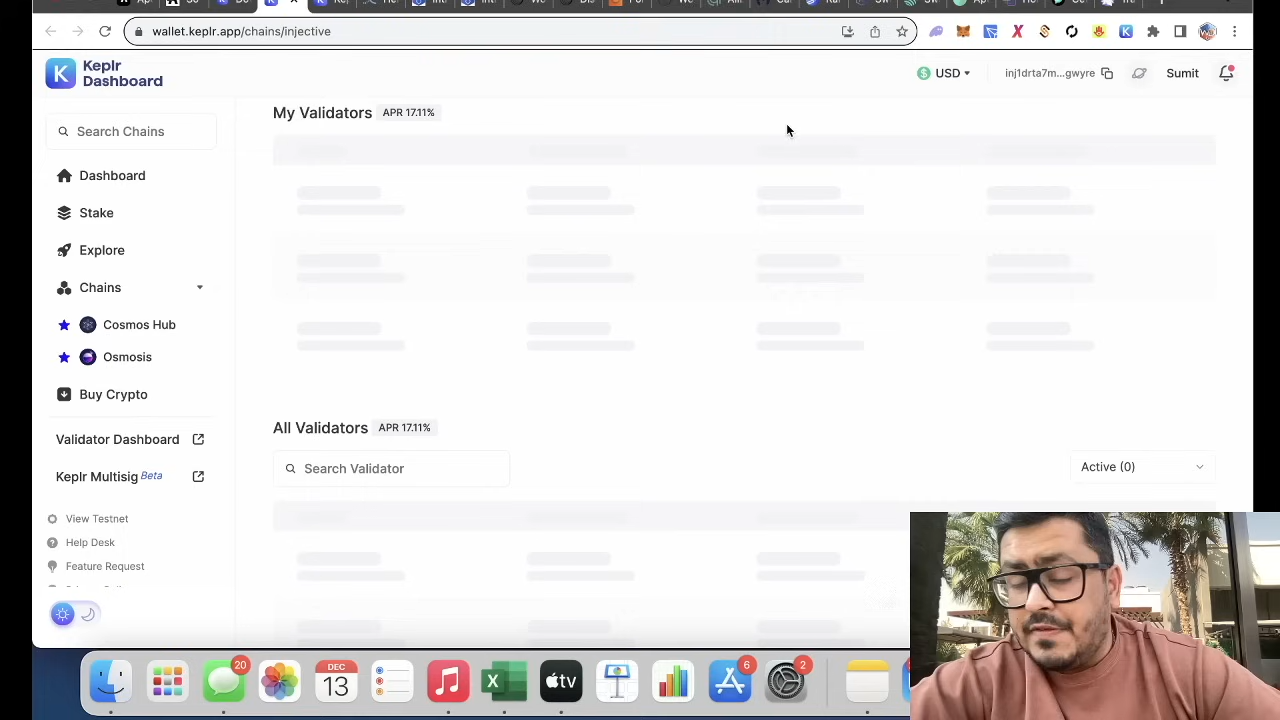 wallet.keplr.app/chains/injective
Keplr
Dashboard
USD
inj1drta7m...gwyre
Sumit
Search Chains
Dashboard
Stake
Explore
Chains
Cosmos Hub
Osmosis
Buy Crypto
Validator Dashboard
Keplr Multisig Beta
View Testnet
Help Desk
Feature Request
My Validators APR 17.11%
All Validators APR 17.11%
Search Validator
Active (0)
20
DEC
13
tv
6
2